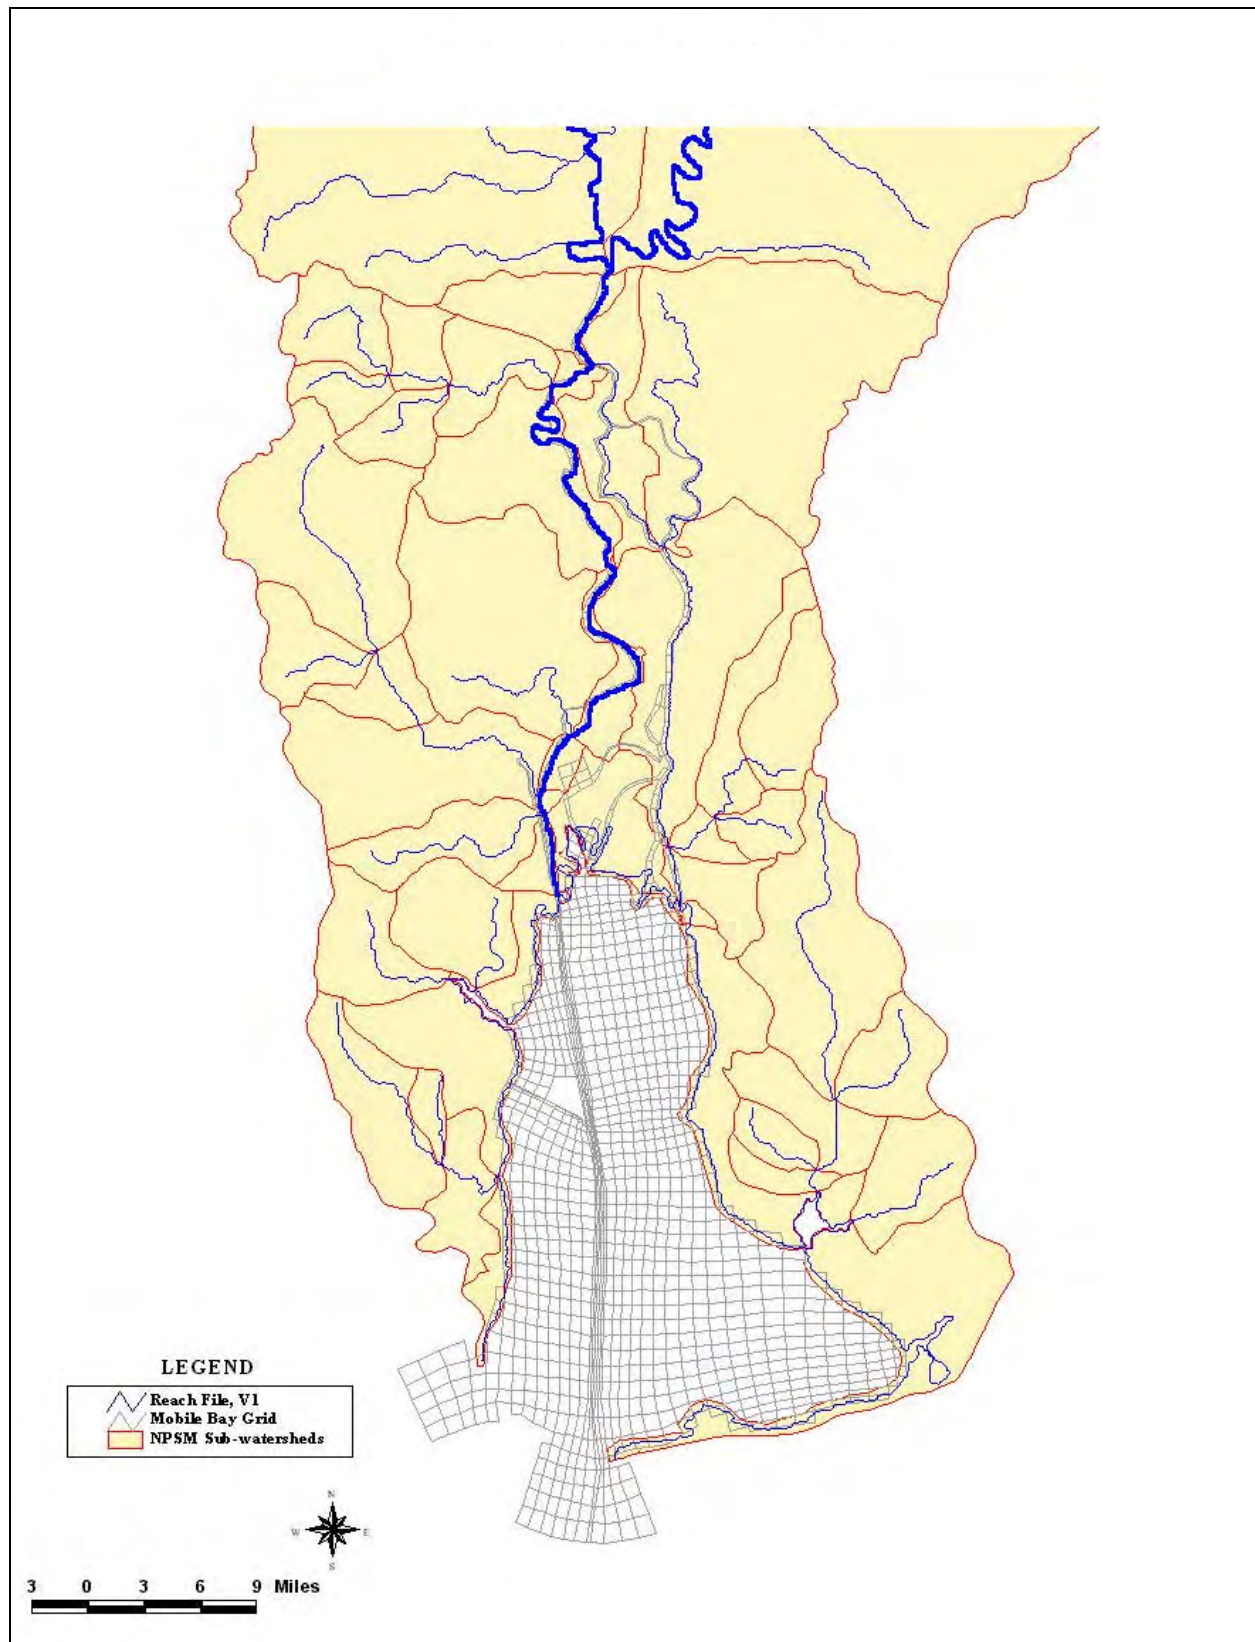 LEGEND
Reach File, V1
Mobile Bay Grid
NPSM Sub-watersheds
N
W E
S
3 0 3 6 9 Miles